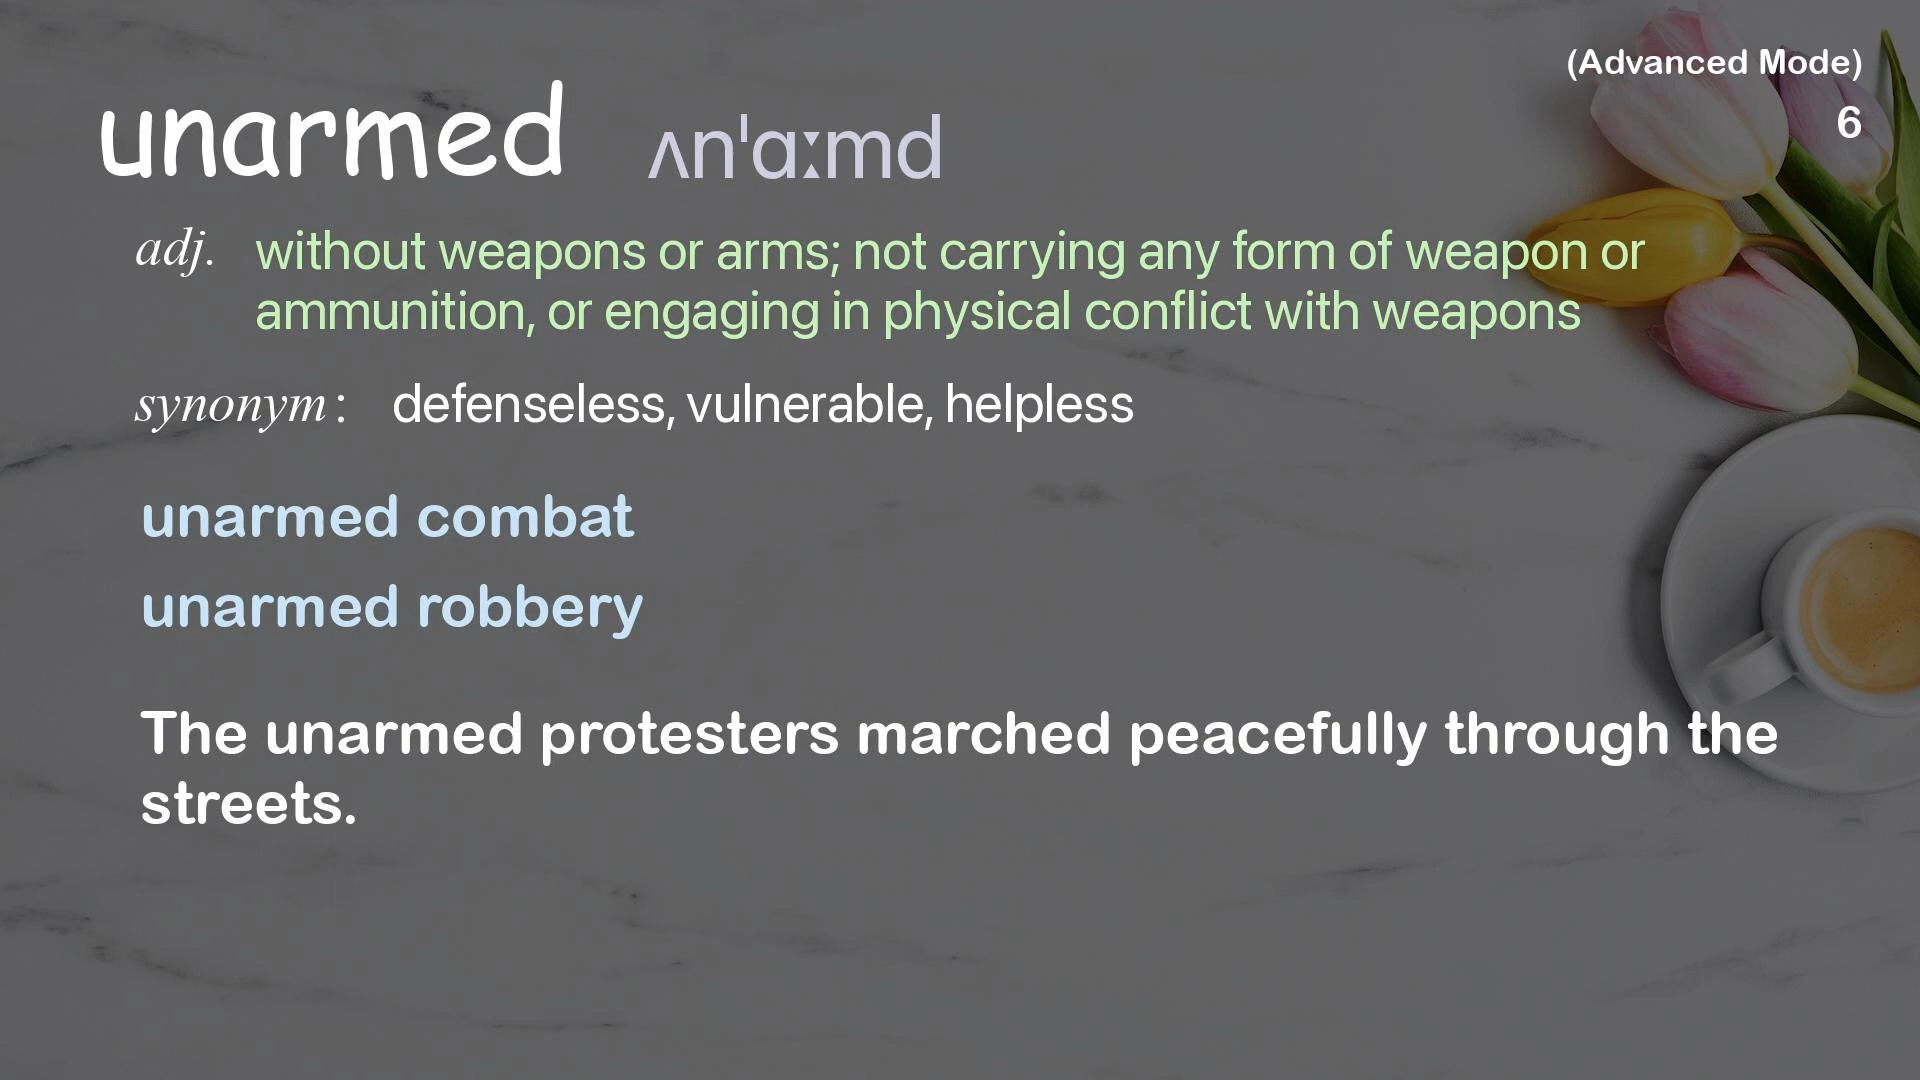 (Advanced Mode)
unarmed ʌnˈɑːmd
6
adj. without weapons or arms; not carrying any form of weapon or
ammunition, or engaging in physical conflict with weapons
synonym: defenseless, vulnerable, helpless
unarmed combat
unarmed robbery
The unarmed protesters marched peacefully through the
streets.